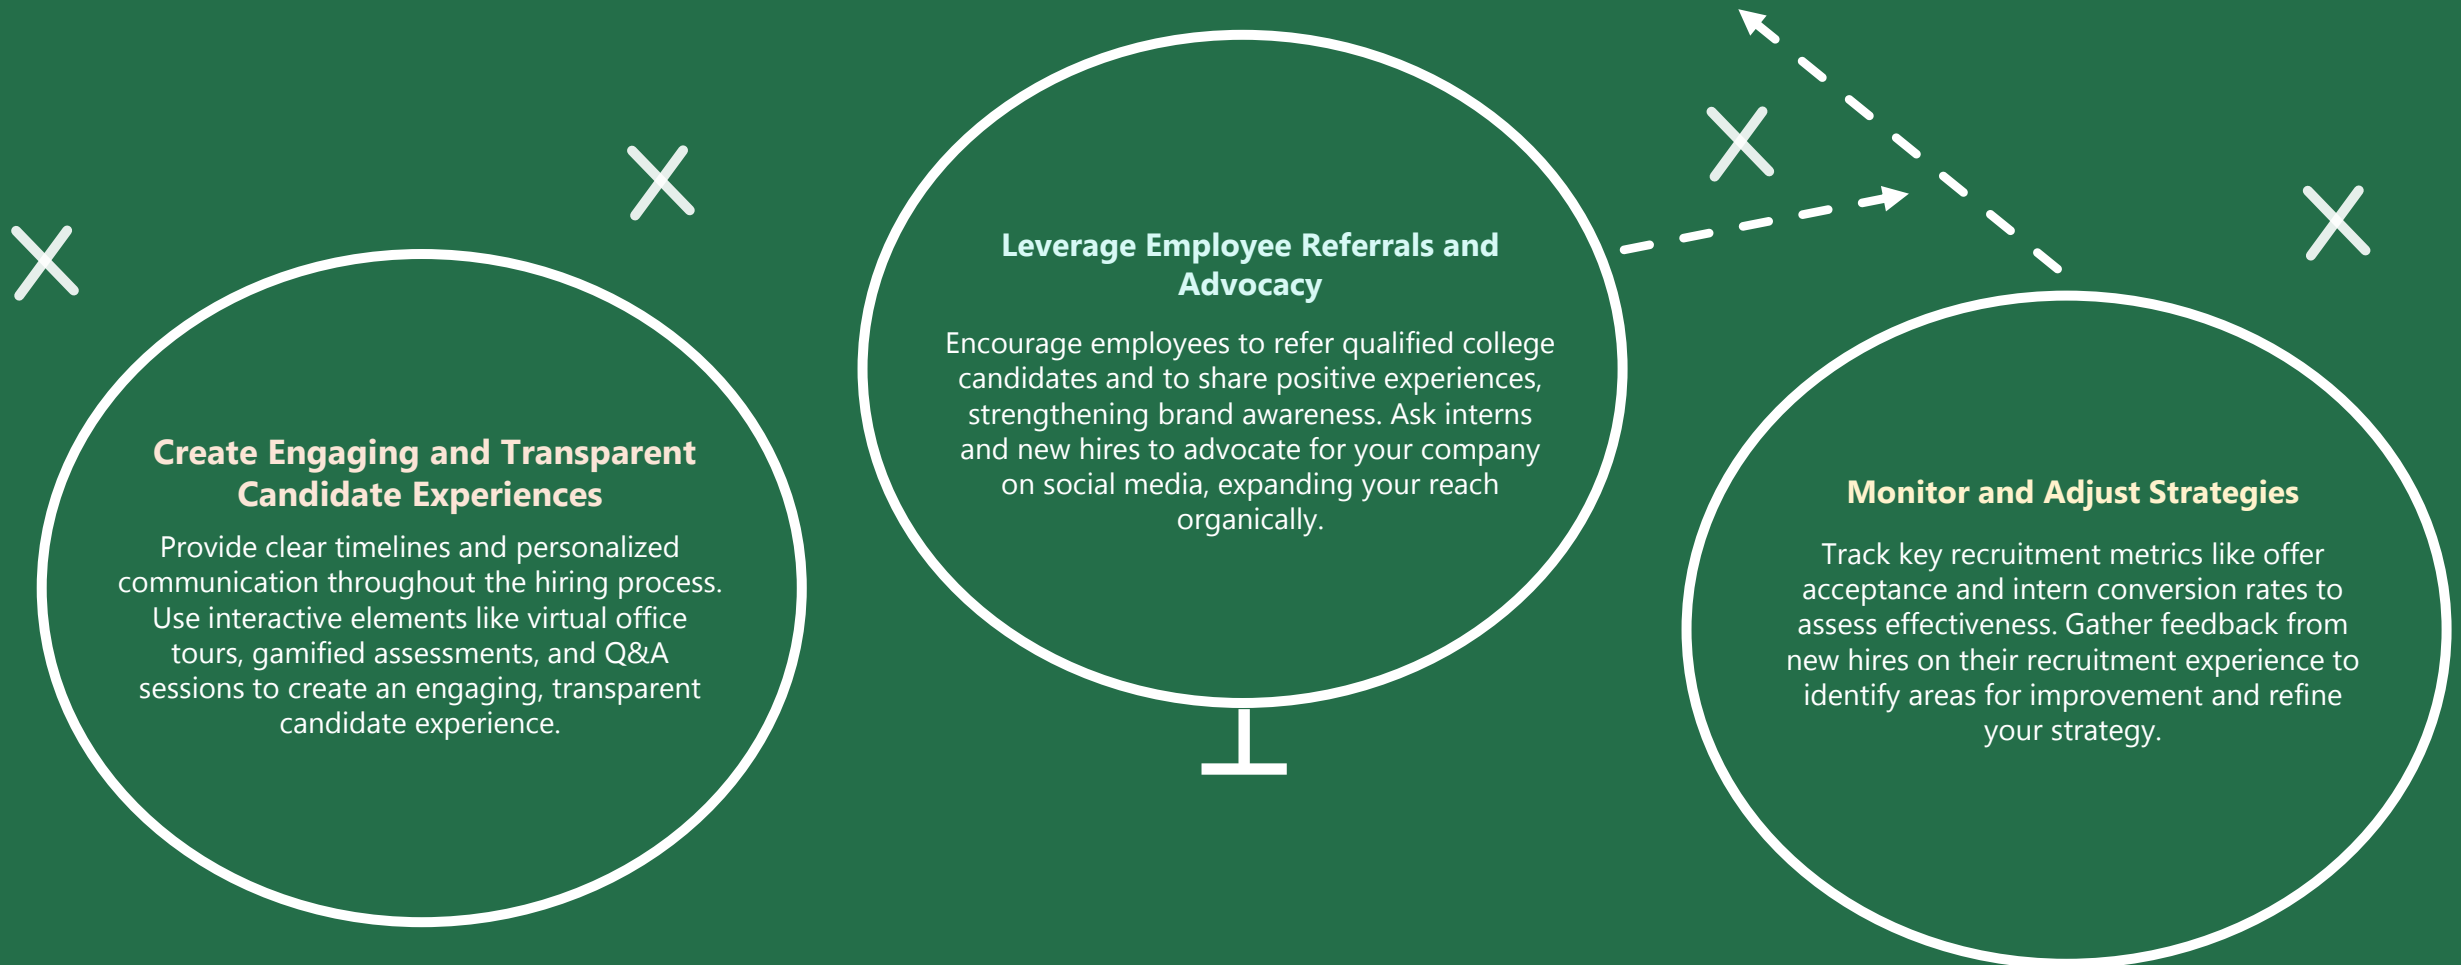 Create Engaging and Transparent
Candidate Experiences
Provide clear timelines and personalized
communication throughout the hiring process.
Use interactive elements like virtual office
tours, gamified assessments, and Q&A
sessions to create an engaging, transparent
candidate experience.
Leverage Employee Referrals and
Advocacy
Encourage employees to refer qualified college
candidates and to share positive experiences,
strengthening brand awareness. Ask interns
and new hires to advocate for your company
on social media, expanding your reach
organically.
Monitor and Adjust Strategies
Track key recruitment metrics like offer
acceptance and intern conversion rates to
assess effectiveness. Gather feedback from
new hires on their recruitment experience to
identify areas for improvement and refine
your strategy.